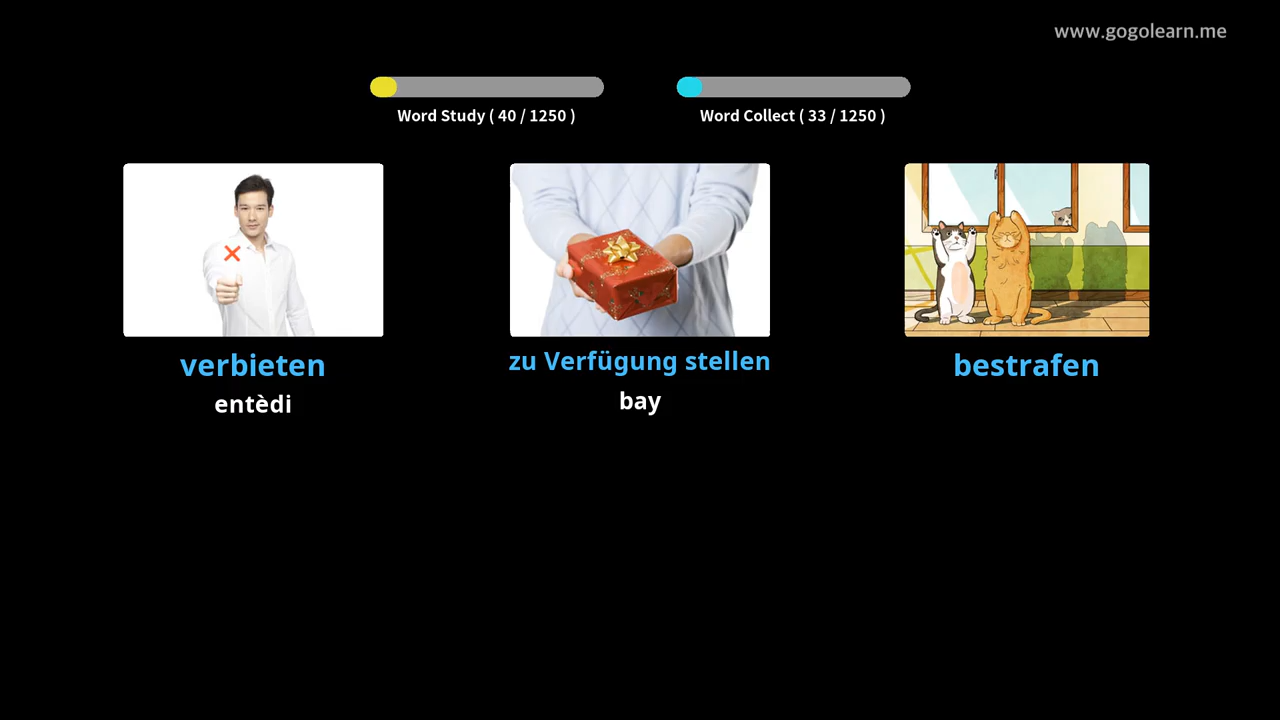 www.gogolearn.me
Word Study ( 40 / 1250 )
Word Collect ( 33 / 1250 )
verbieten
entèdi
zu Verfügung stellen
bay
bestrafen